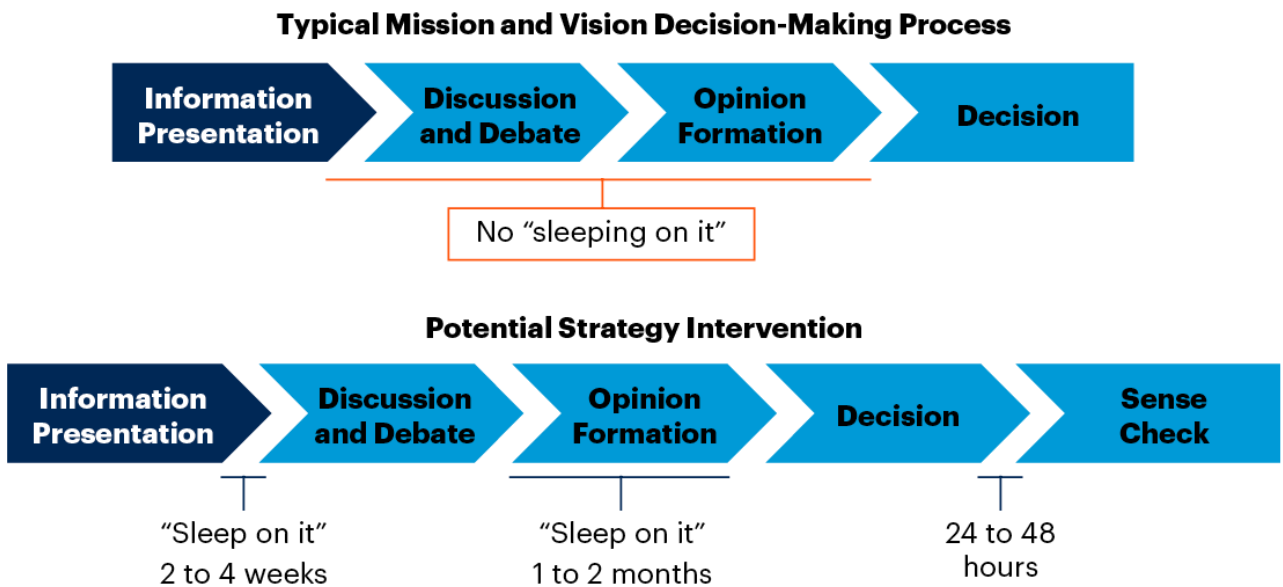 Typical Mission and Vision Decision-Making Process
Information
Presentation
Discussion
and Debate
Opinion
Formation
Decision
No “sleeping on it”
Potential Strategy Intervention
Information
Presentation
Discussion
and Debate
Opinion
Formation
Decision
Sense
Check
“Sleep on it”
2 to 4 weeks
“Sleep on it”
1 to 2 months
24 to 48
hours